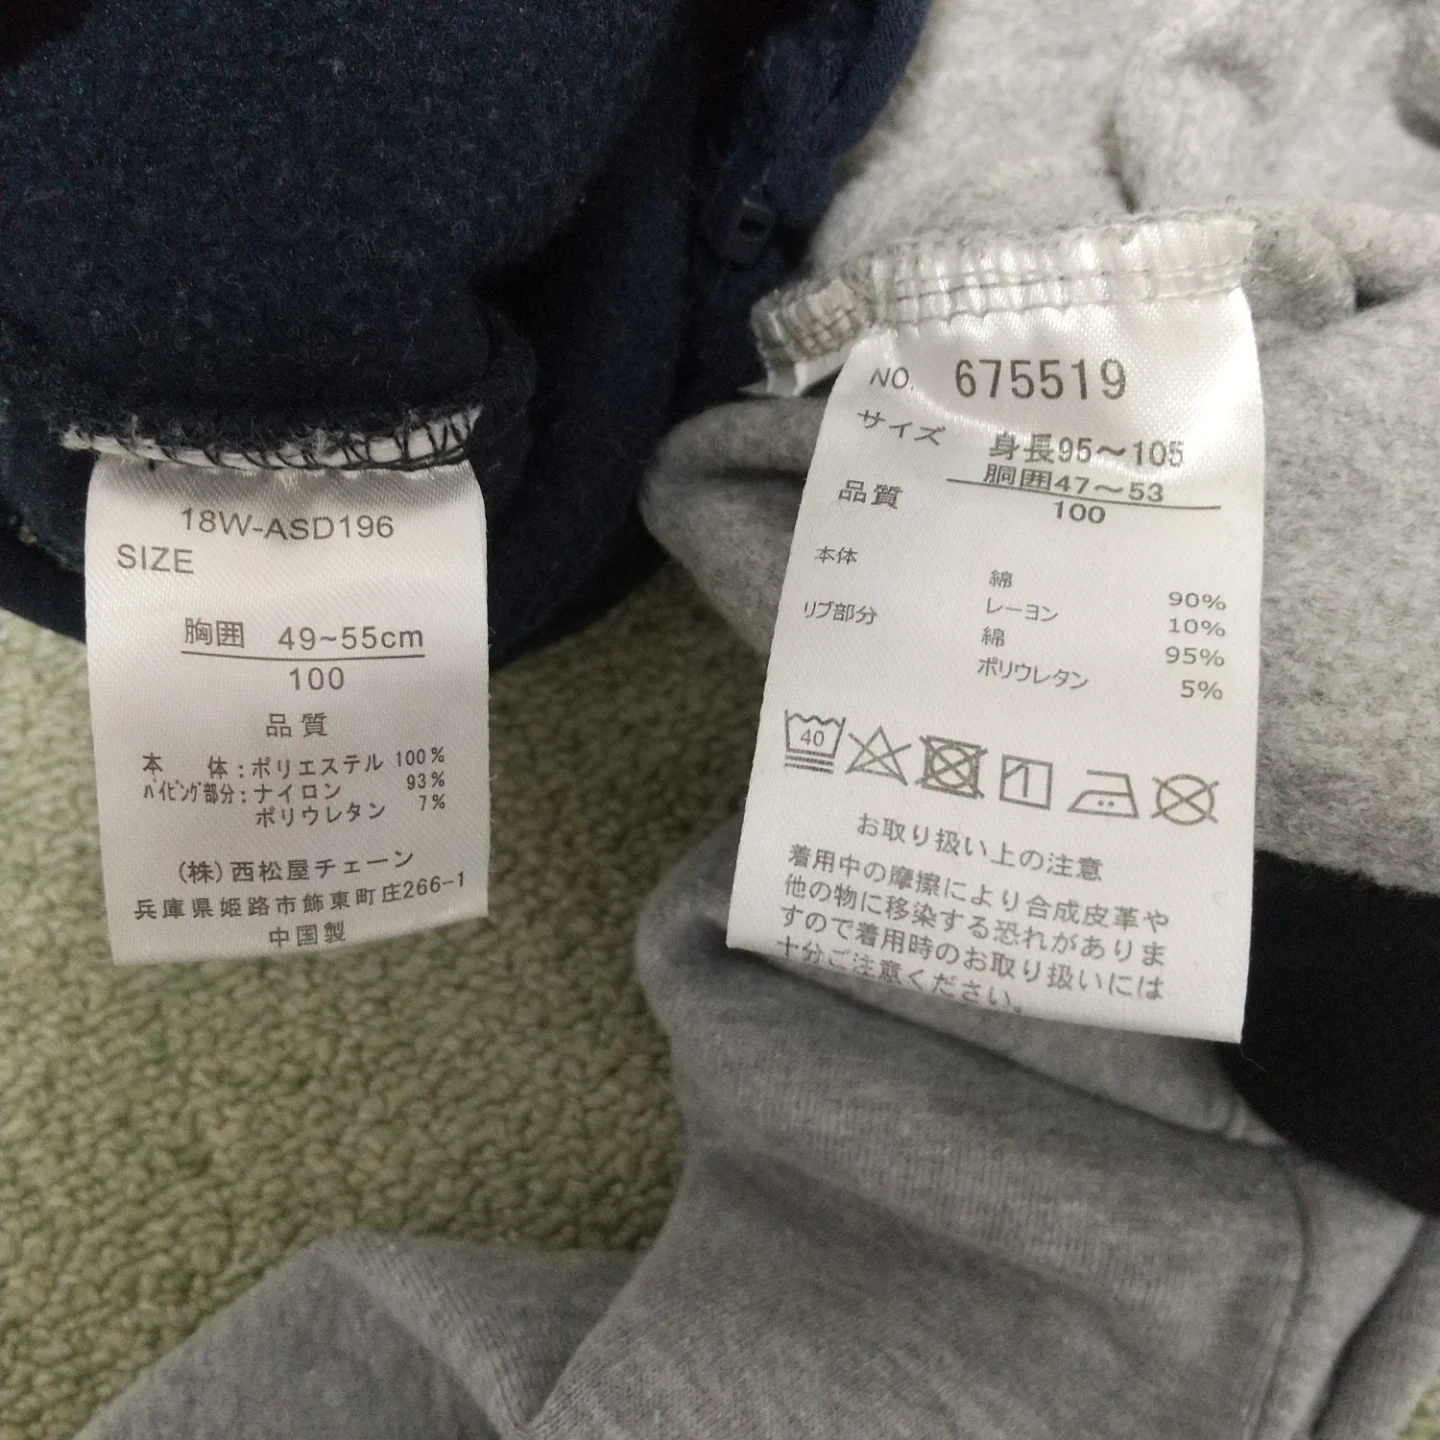 18W-ASD196
SIZE
胸囲 49~55cm
100
品質
本 体:ポリエステル 100%
ﾊﾟｲﾋﾟﾝｸﾞ部分:ナイロン 93%
ポリウレタン 7%
(株)西松屋チェーン
兵庫県姫路市飾東町庄266-1
中国製
NO. 675519
サイズ 身長95〜105
胴囲47〜53
品質 100
本体
綿 90%
リブ部分 レーヨン 10%
綿 95%
ポリウレタン 5%
40
お取り扱い上の注意
着用中の摩擦により合成皮革や
他の物に移染する恐れがありま
すので着用時のお取り扱いには
十分ご注意ください。